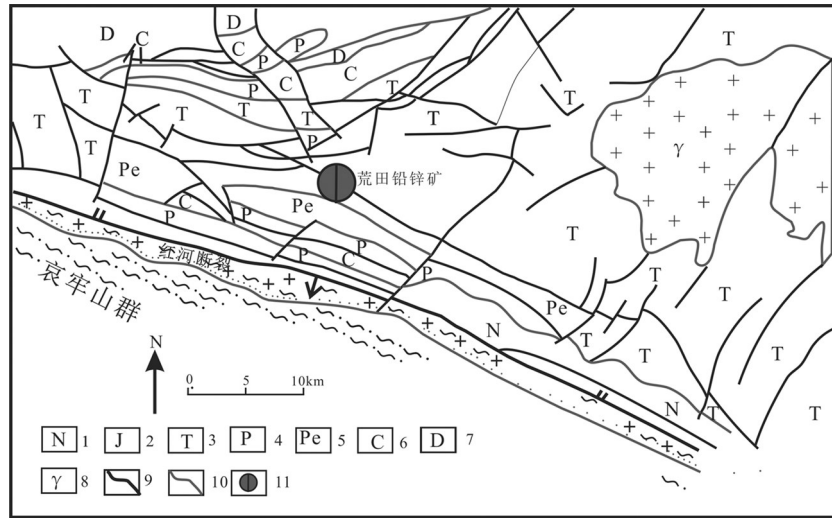 D C D P P D T
C C C
P P T
T T T T T T T
Pe
荒田铅锌矿
γ
C Pe
P P P T
红河断裂
P C P T
哀牢山群
Pe T
N T T T
N
N T T
0 5 10km
N 1 J 2 T 3 P 4 Pe 5 C 6 D 7
γ 8 9 10 11